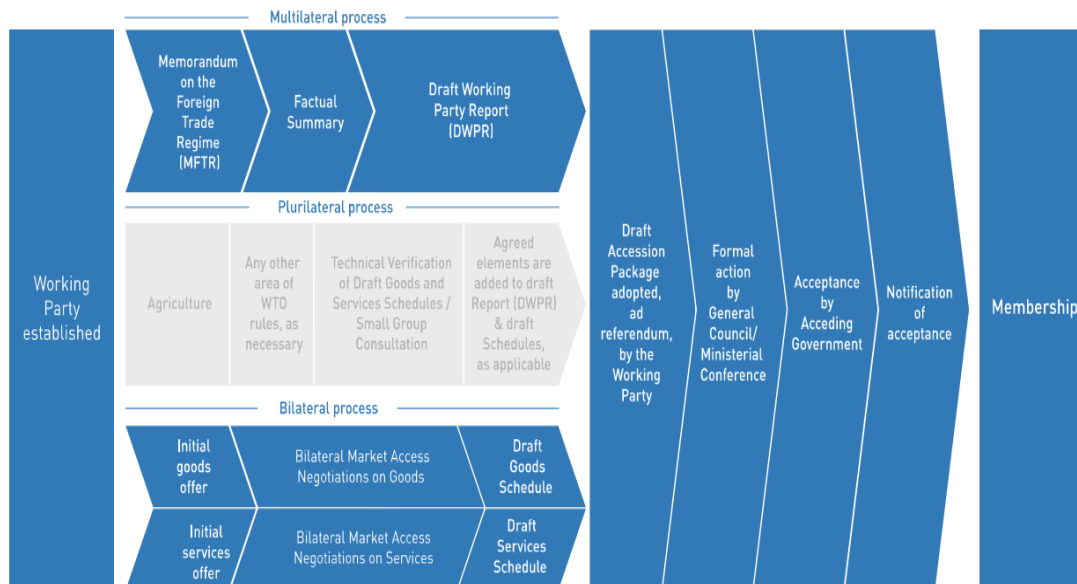 Working
Party
established
Multilateral process
Memorandum
on the
Foreign
Trade
Regime
(MFTR)
Factual
Summary
Draft Working
Party Report
(DWPR)
Plurilateral process
Agriculture
Any other
area of
WTO
rules, as
necessary
Technical Verification
of Draft Goods and
Services Schedules /
Small Group
Consultation
Agreed
elements are
added to draft
Report (DWPR)
& draft
Schedules,
as applicable
Bilateral process
Initial
goods
offer
Bilateral Market Access
Negotiations on Goods
Draft
Goods
Schedule
Initial
services
offer
Bilateral Market Access
Negotiations on Services
Draft
Services
Schedule
Draft
Accession
Package
adopted,
ad
referendum,
by the
Working
Party
Formal
action
by
General
Council/
Ministerial
Conference
Acceptance
by
Acceding
Government
Notification
of
acceptance
Membership